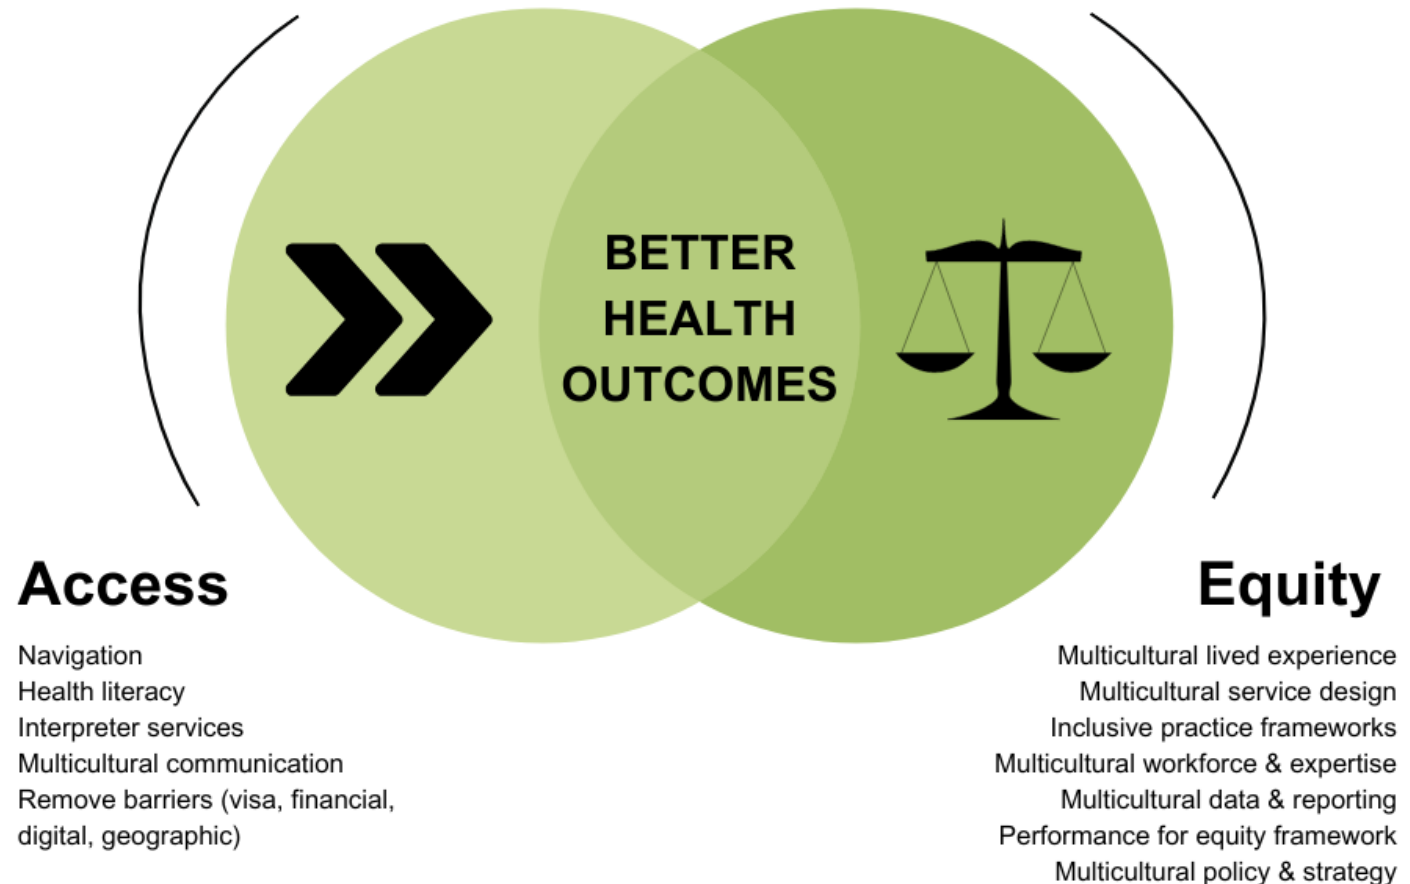 BETTER
HEALTH
OUTCOMES
Access
Navigation
Health literacy
Interpreter services
Multicultural communication
Remove barriers (visa, financial,
digital, geographic)
Equity
Multicultural lived experience
Multicultural service design
Inclusive practice frameworks
Multicultural workforce & expertise
Multicultural data & reporting
Performance for equity framework
Multicultural policy & strategy